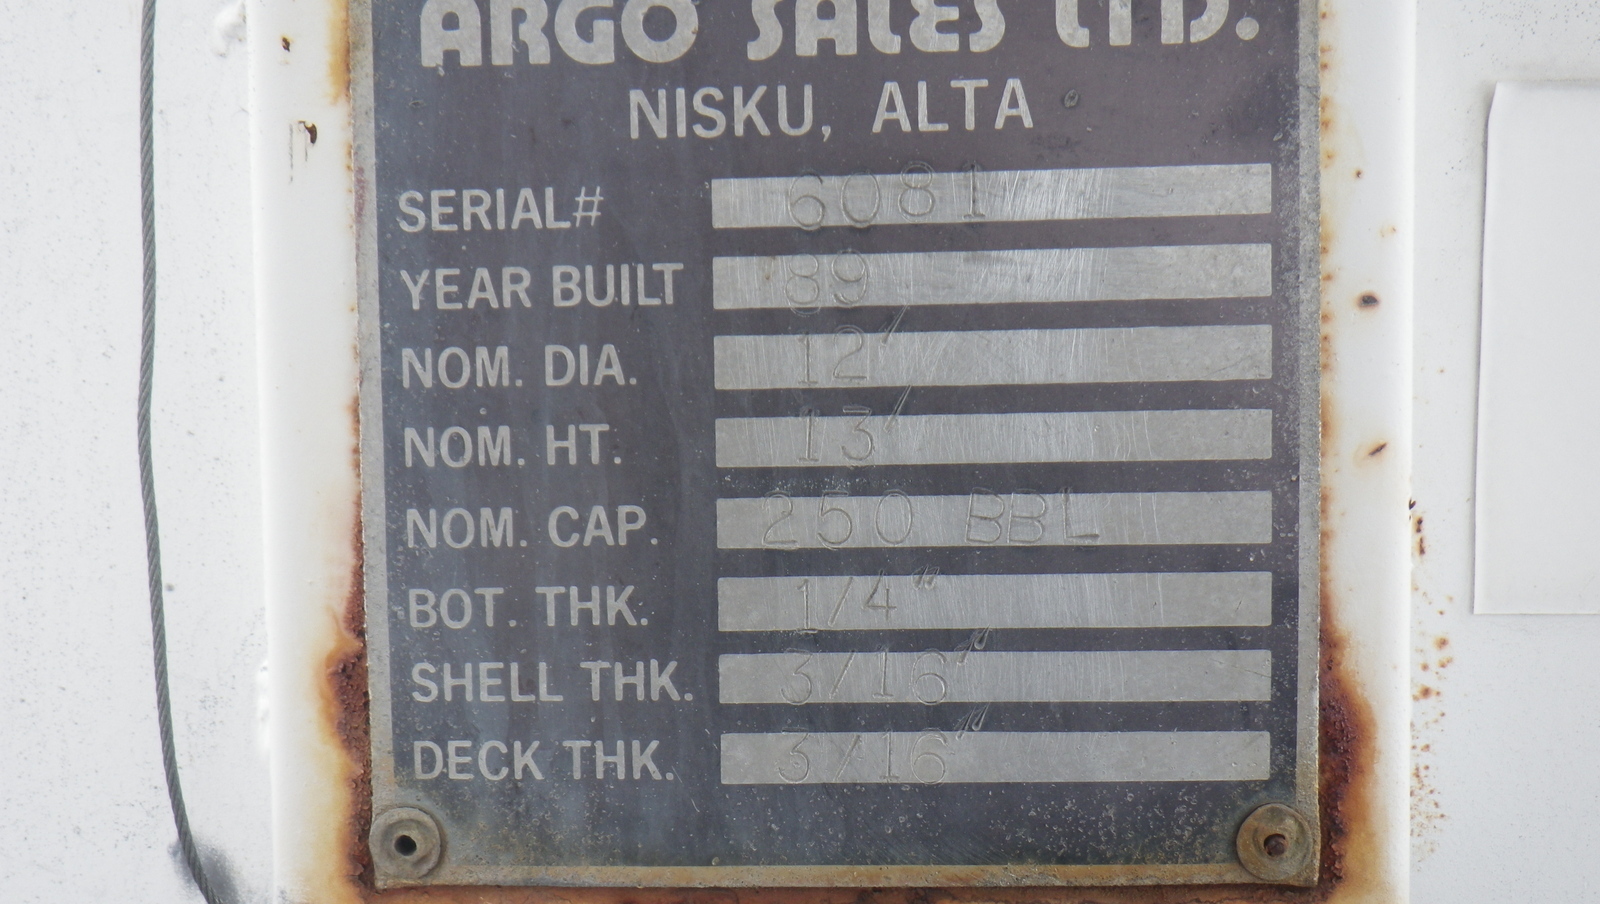 ARGO SALES LTD.
NISKU, ALTA
SERIAL# 6081
YEAR BUILT 89
NOM. DIA. 12'
NOM. HT. 13'
NOM. CAP. 250 BBL
BOT. THK. 1/4"
SHELL THK. 3/16"
DECK THK. 3/16"